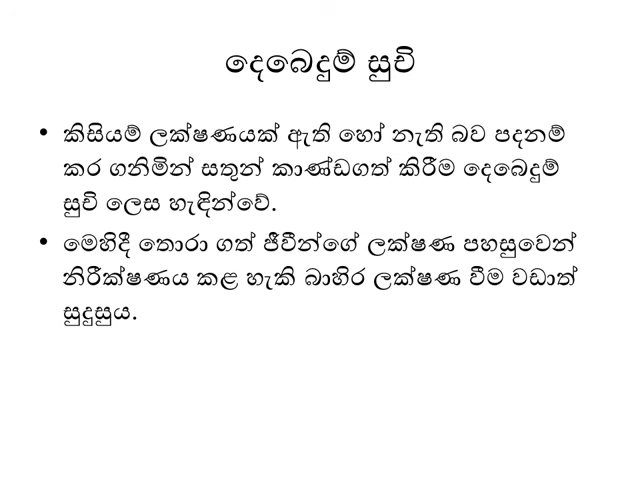 දෙබෙදුම් සුචි
• කිසියම් ලක්ෂණයක් ඇති හෝ නැති බව පදනම්
කර ගනිමින් සතුන් කාණ්ඩගත් කිරීම දෙබෙදුම්
සුචි ලෙස හැඳින්වේ.
• මෙහිදී තොරා ගත් ජීවීන්ගේ ලක්ෂණ පහසුවෙන්
නිරීක්ෂණය කළ හැකි බාහිර ලක්ෂණ වීම වඩාත්
සුදුසුය.